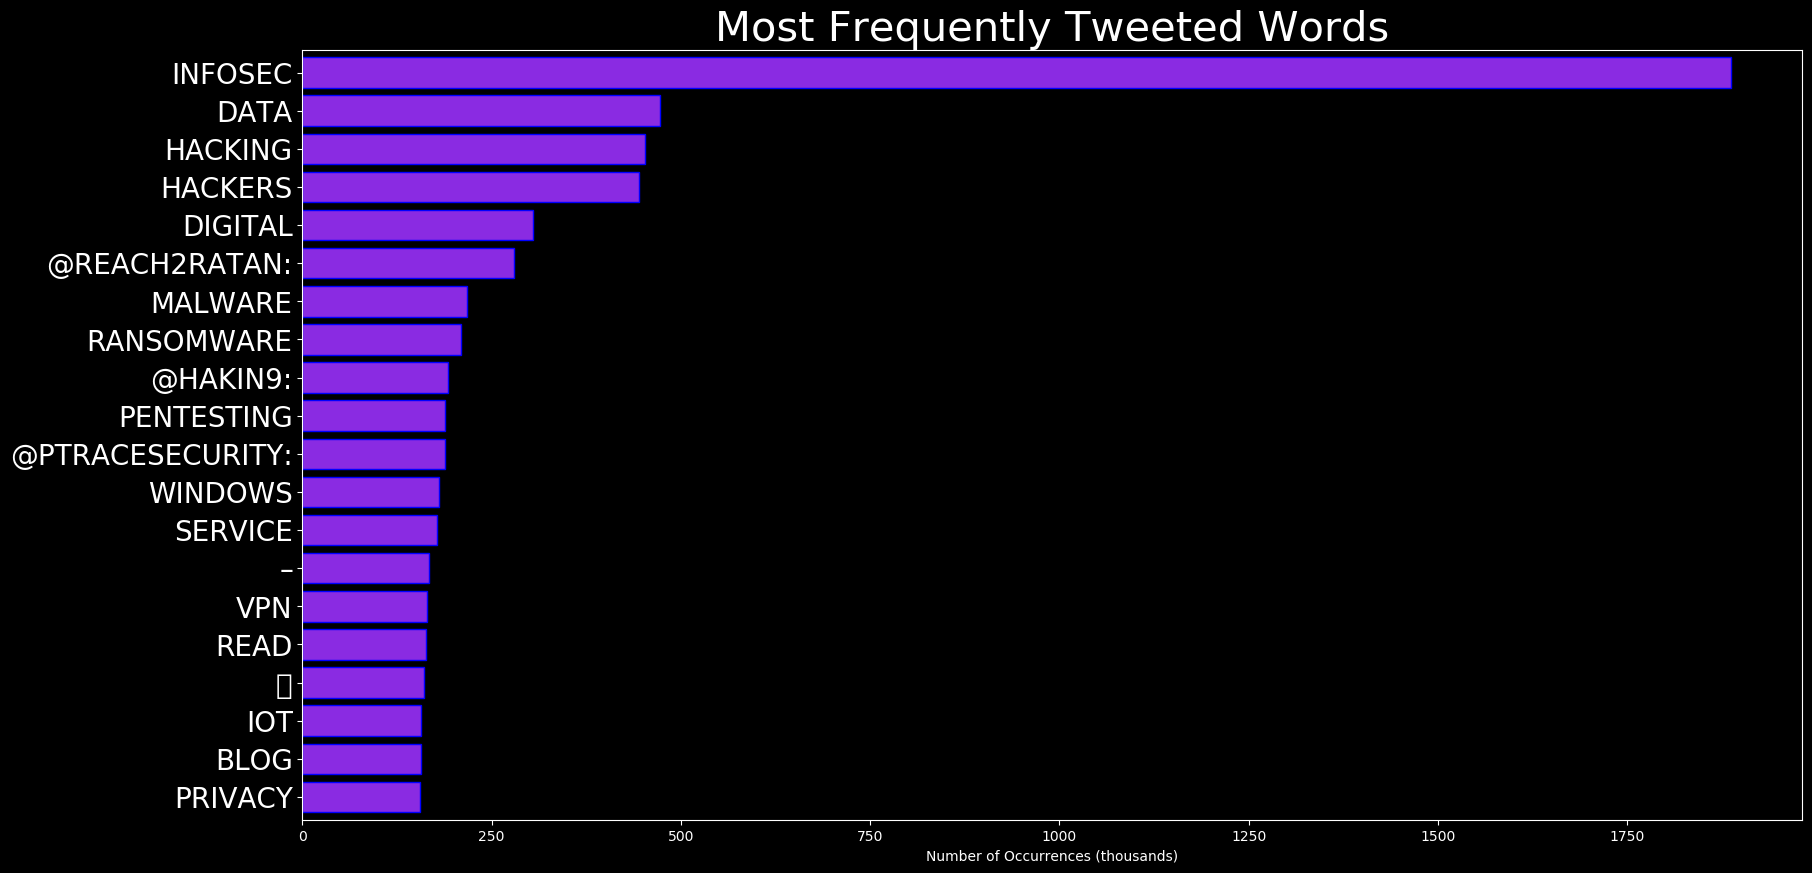 Most Frequently Tweeted Words
INFOSEC
DATA
HACKING
HACKERS
DIGITAL
@REACH2RATAN:
MALWARE
RANSOMWARE
@HAKIN9:
PENTESTING
@PTRACESECURITY:
WINDOWS
SERVICE
–
VPN
READ
IOT
BLOG
PRIVACY
0 250 500 750 1000 1250 1500 1750
Number of Occurrences (thousands)